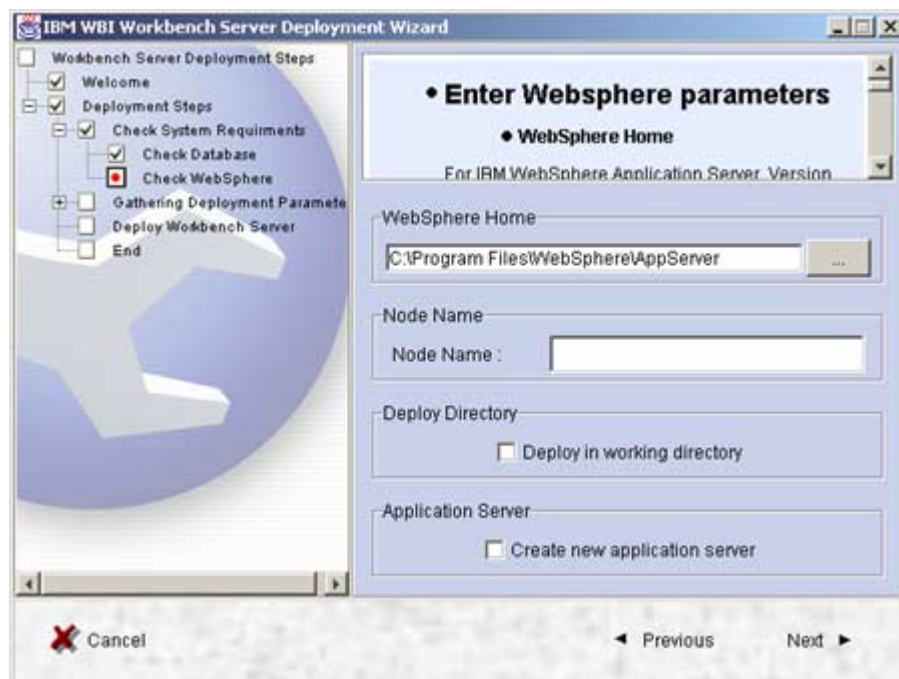 IBM WBI Workbench Server Deployment Wizard
Workbench Server Deployment Steps
Welcome
Deployment Steps
Check System Requirments
Check Database
Check WebSphere
Gathering Deployment Paramete
Deploy Workbench Server
End
• Enter Websphere parameters
• WebSphere Home
For IBM WebSphere Application Server, Version
WebSphere Home
C:\Program Files\WebSphere\AppServer
...
Node Name
Node Name :
Deploy Directory
Deploy in working directory
Application Server
Create new application server
Cancel
Previous
Next